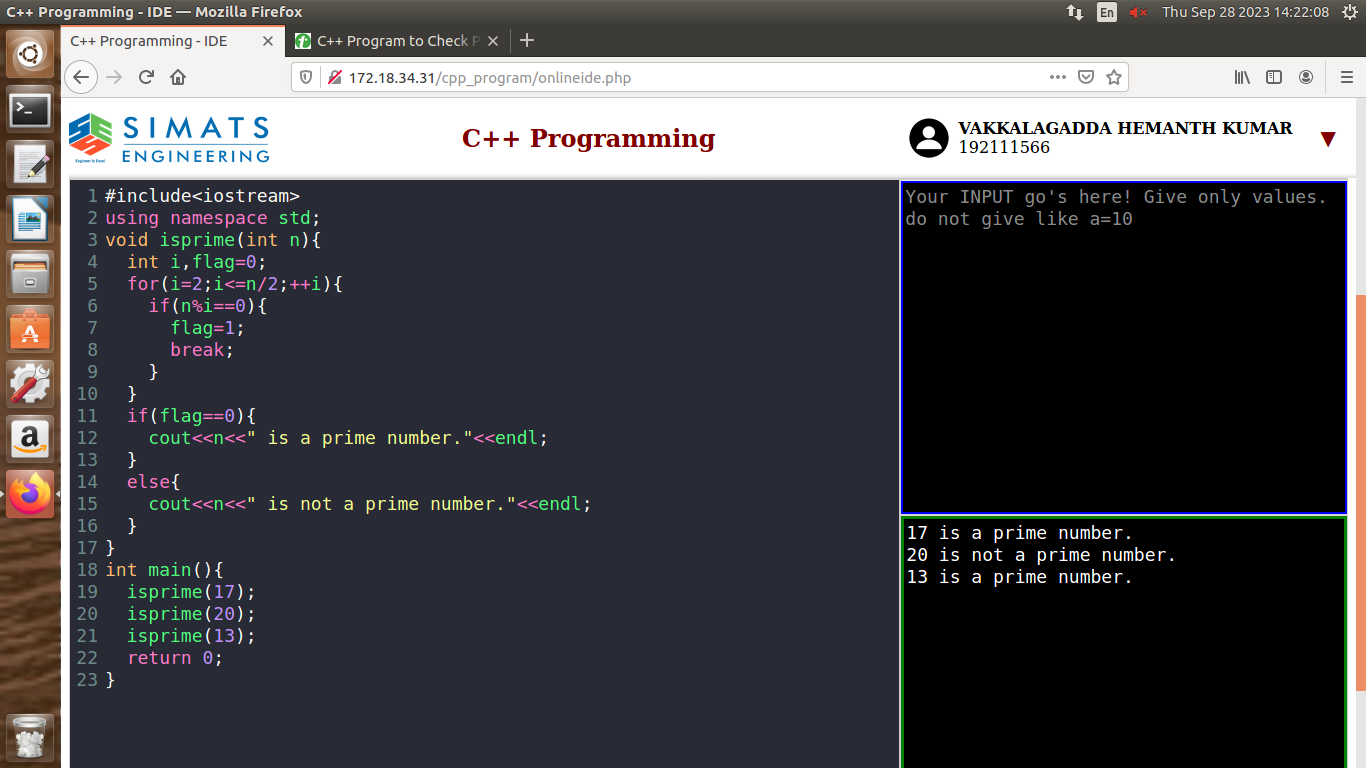 C++ Programming - IDE — Mozilla Firefox
En
Thu Sep 28 2023 14:22:08
C++ Programming - IDE
C++ Program to Check P
172.18.34.31/cpp_program/onlineide.php
SIMATS
ENGINEERING
Engineer to Excel
C++ Programming
VAKKALAGADDA HEMANTH KUMAR
192111566
1 #include<iostream>
2 using namespace std;
3 void isprime(int n){
4   int i,flag=0;
5   for(i=2;i<=n/2;++i){
6     if(n%i==0){
7       flag=1;
8       break;
9     }
10   }
11   if(flag==0){
12     cout<<n<<" is a prime number."<<endl;
13   }
14   else{
15     cout<<n<<" is not a prime number."<<endl;
16   }
17 }
18 int main(){
19   isprime(17);
20   isprime(20);
21   isprime(13);
22   return 0;
23 }
Your INPUT go's here! Give only values.
do not give like a=10
17 is a prime number.
20 is not a prime number.
13 is a prime number.